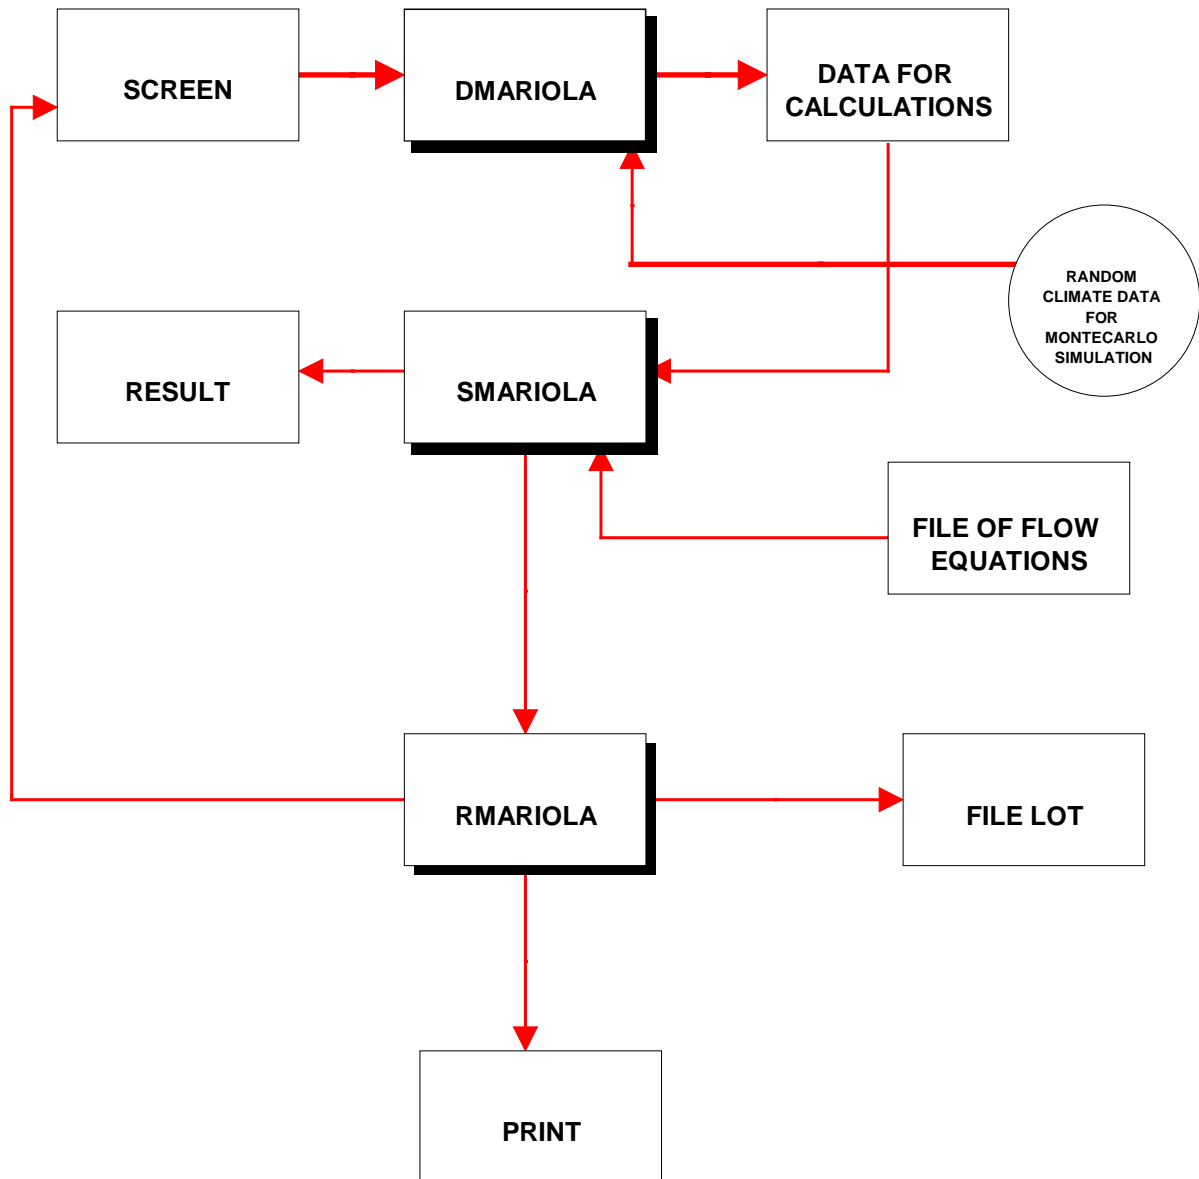 SCREEN
DMARIOLA
DATA FOR
CALCULATIONS
RANDOM
CLIMATE DATA
FOR
MONTECARLO
SIMULATION
RESULT
SMARIOLA
FILE OF FLOW
EQUATIONS
RMARIOLA
FILE LOT
PRINT